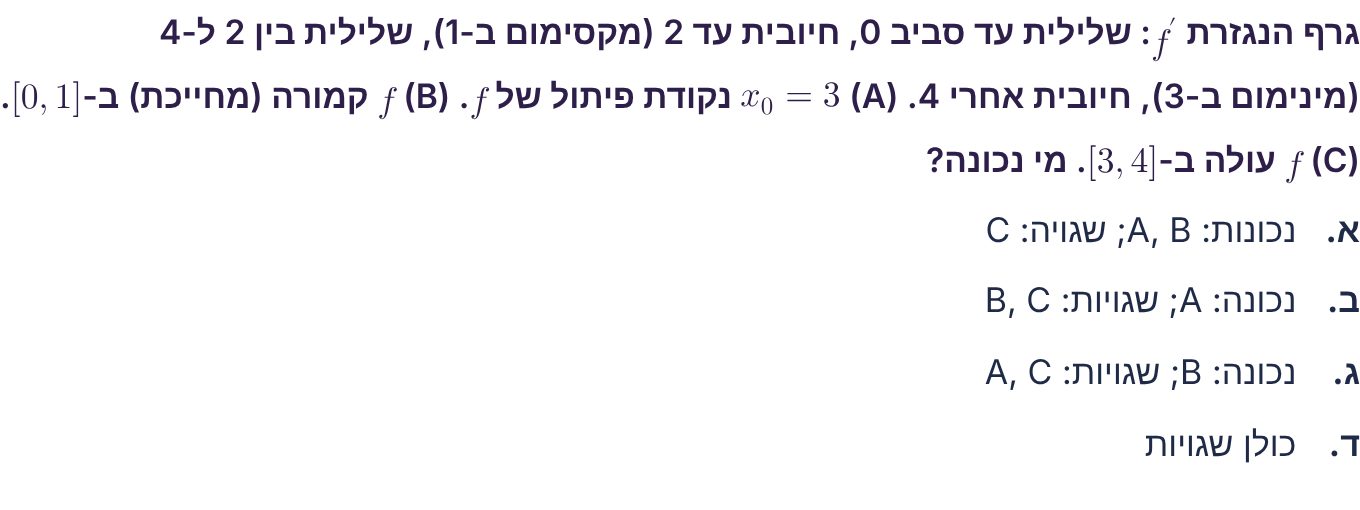 גרף הנגזרת $f'$: שלילית עד סביב 0, חיובית עד 2 (מקסימום ב-1), שלילית בין 2 ל-4
(מינימום ב-3), חיובית אחרי 4. (A) $x_0 = 3$ נקודת פיתול של $f$. (B) $f$ קמורה (מחייכת) ב-$[0, 1]$.
(C) $f$ עולה ב-$[3, 4]$. מי נכונה?
א. נכונות: A, B; שגויה: C
ב. נכונה: A; שגויות: B, C
ג. נכונה: B; שגויות: A, C
ד. כולן שגויות